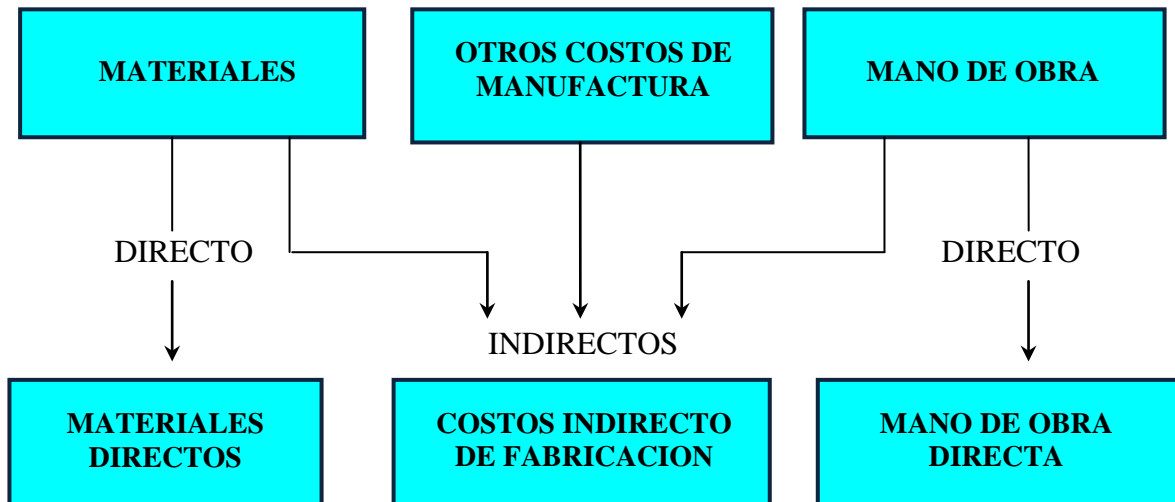 MATERIALES
OTROS COSTOS DE
MANUFACTURA
MANO DE OBRA
DIRECTO
DIRECTO
INDIRECTOS
MATERIALES
DIRECTOS
COSTOS INDIRECTO
DE FABRICACION
MANO DE OBRA
DIRECTA